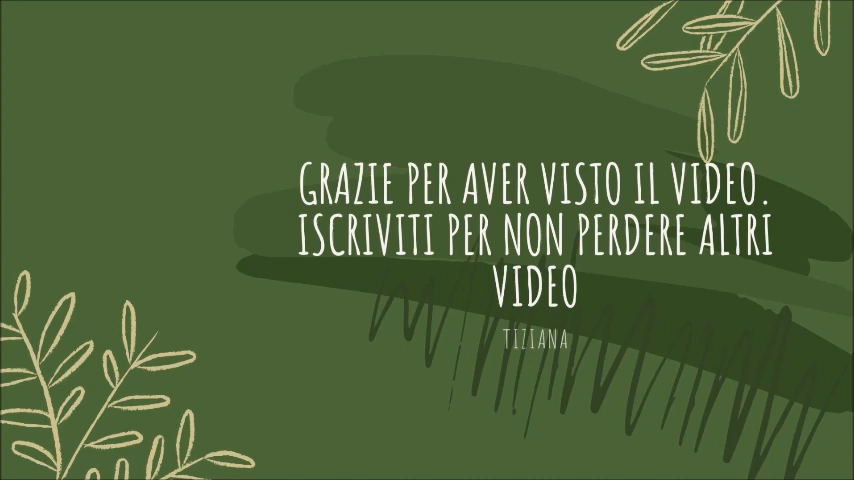 GRAZIE PER AVER VISTO IL VIDEO.
ISCRIVITI PER NON PERDERE ALTRI
VIDEO
TIZIANA